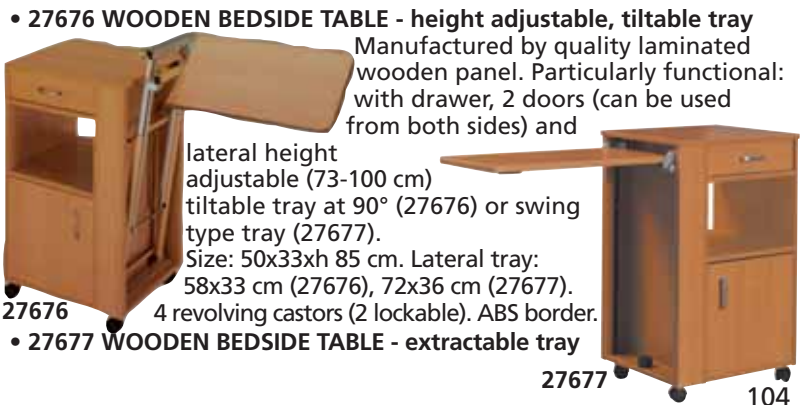 • 27676 WOODEN BEDSIDE TABLE - height adjustable, tiltable tray
Manufactured by quality laminated
wooden panel. Particularly functional:
with drawer, 2 doors (can be used
from both sides) and
lateral height
adjustable (73-100 cm)
tiltable tray at 90° (27676) or swing
type tray (27677).
Size: 50x33xh 85 cm. Lateral tray:
58x33 cm (27676), 72x36 cm (27677).
27676
4 revolving castors (2 lockable). ABS border.
• 27677 WOODEN BEDSIDE TABLE - extractable tray
27677
104